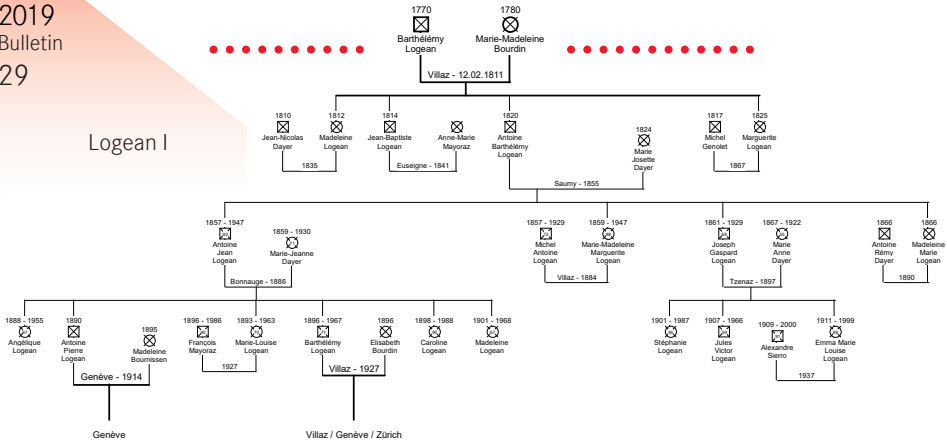 2019
Bulletin
29
Logean I
1770
Barthélémy
Logean
1780
Marie-Madeleine
Bourdin
Villaz - 12.02.1811
1810
Jean-Nicolas
Dayer
1812
Madeleine
Logean
1835
1814
Jean-Baptiste
Logean
Anne-Marie
Mayoraz
Euseigne - 1841
1820
Antoine
Barthélémy
Logean
1824
Marie
Josette
Dayer
Saumy - 1855
1817
Michel
Genolet
1825
Marguerite
Logean
1867
1857 - 1947
Antoine
Jean
Logean
1859 - 1930
Marie-Jeanne
Dayer
Bonnauge - 1886
1857 - 1929
Michel
Antoine
Logean
1859 - 1947
Marie-Madeleine
Marguerite
Logean
Villaz - 1884
1861 - 1929
Joseph
Gaspard
Logean
1867 - 1922
Marie
Anne
Dayer
Tzenaz - 1897
1866
Antoine
Rémy
Dayer
1866
Madeleine
Marie
Logean
1890
1888 - 1955
Angélique
Logean
1890
Antoine
Pierre
Logean
1895
Madeleine
Bournissen
Genève - 1914
Genève
1896 - 1986
François
Mayoraz
1893 - 1963
Marie-Louise
Logean
1927
1896 - 1967
Barthélémy
Logean
1896
Elisabeth
Bourdin
Villaz - 1927
Villaz / Genève / Zürich
1898 - 1988
Caroline
Logean
1901 - 1968
Madeleine
Logean
1901 - 1987
Stéphanie
Logean
1907 - 1966
Jules
Victor
Logean
1909 - 2000
Alexandre
Sierro
1911 - 1999
Emma Marie
Louise
Logean
1937